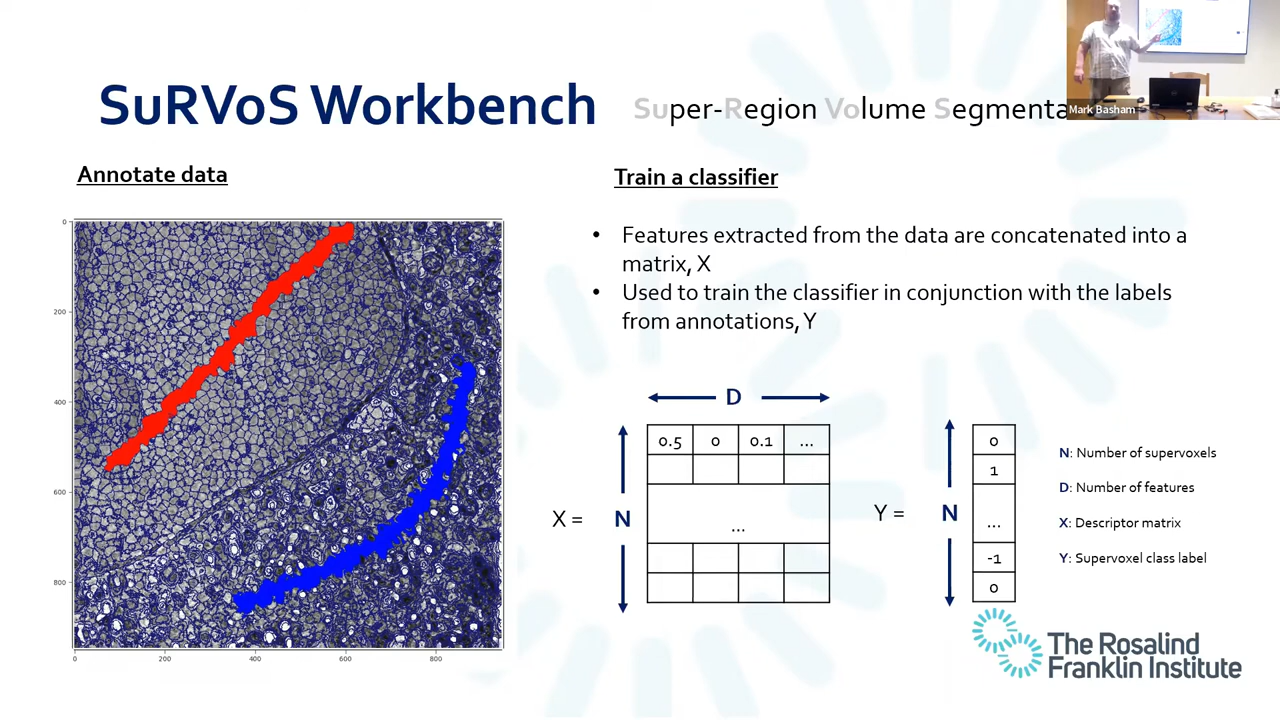 SuRVoS Workbench
Super-Region Volume Segmenta
Mark Basham
Annotate data
Train a classifier
• Features extracted from the data are concatenated into a
matrix, X
• Used to train the classifier in conjunction with the labels
from annotations, Y
0
200
400
600
800
0 200 400 600 800
D
X = N
0.5 0 0.1 ...
...
Y = N
0
1
...
-1
0
N: Number of supervoxels
D: Number of features
X: Descriptor matrix
Y: Supervoxel class label
The Rosalind
Franklin Institute